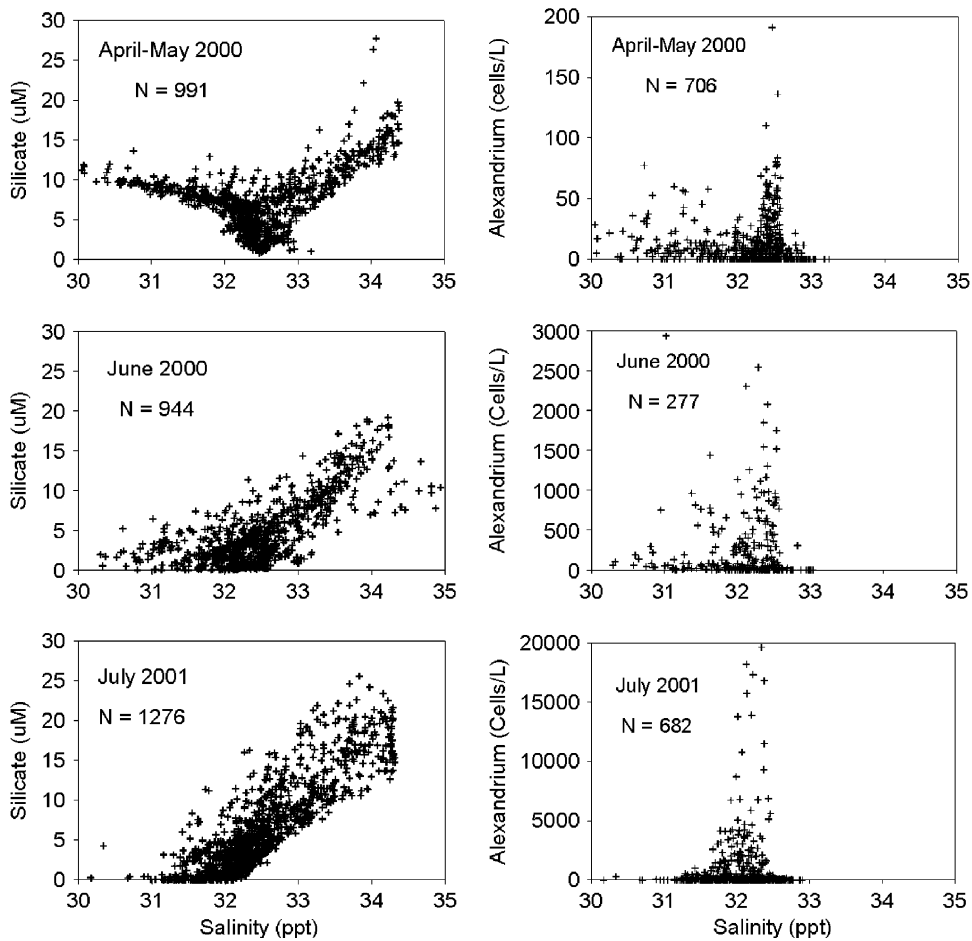 30
25
20
15
10
5
0
Silicate (uM)
April-May 2000
N = 991
30 31 32 33 34 35
200
150
100
50
0
Alexandrium (cells/L)
April-May 2000
N = 706
30 31 32 33 34 35
30
25
20
15
10
5
0
Silicate (uM)
June 2000
N = 944
30 31 32 33 34 35
3000
2500
2000
1500
1000
500
0
Alexandrium (Cells/L)
June 2000
N = 277
30 31 32 33 34 35
30
25
20
15
10
5
0
Silicate (uM)
July 2001
N = 1276
30 31 32 33 34 35
Salinity (ppt)
20000
15000
10000
5000
0
Alexandrium (Cells/L)
July 2001
N = 682
30 31 32 33 34 35
Salinity (ppt)